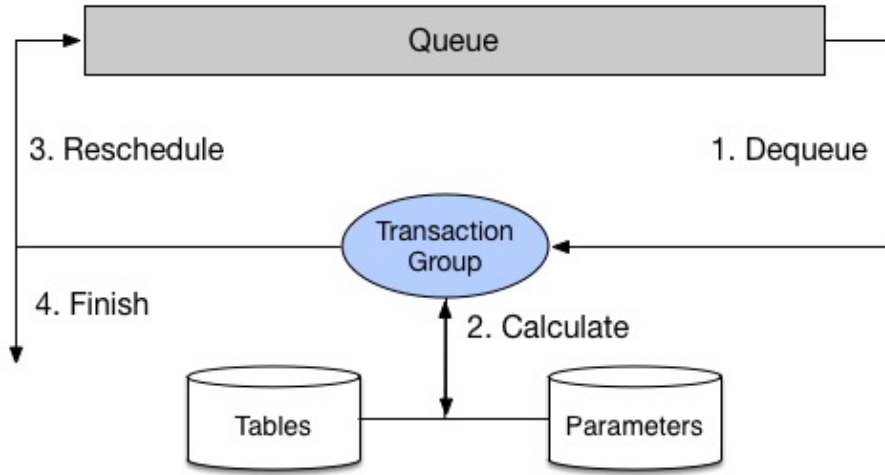 Queue
3. Reschedule
1. Dequeue
Transaction
Group
4. Finish
2. Calculate
Tables
Parameters